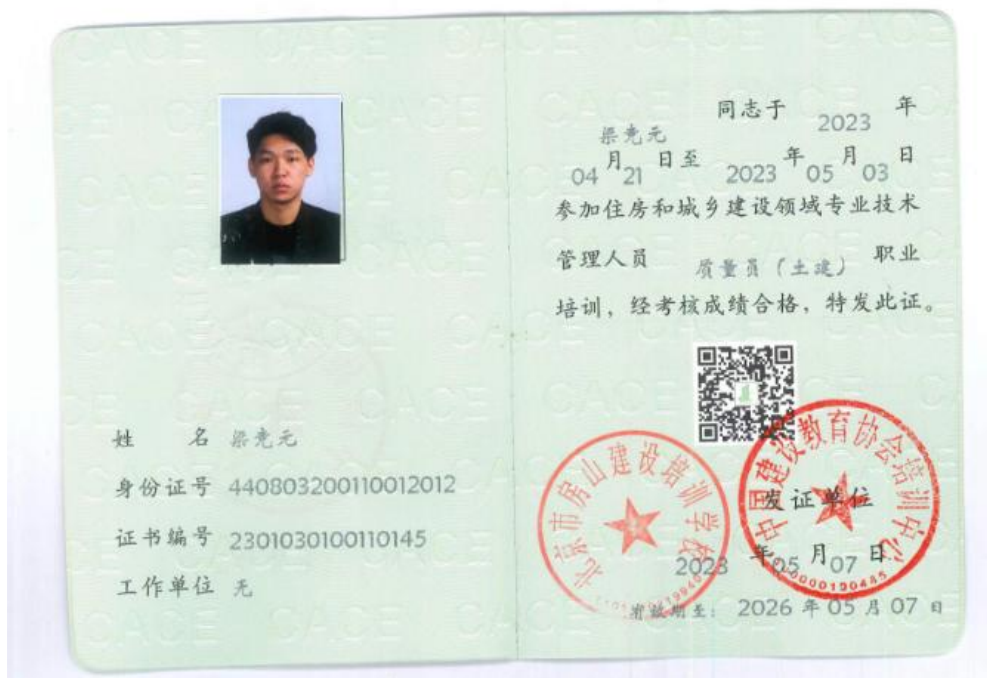 姓 名 梁竞元
身份证号 440803200110012012
证书编号 2301030100110145
工作单位 无
梁竞元 同志于 2023 年
04 月 21 日至 2023 年 05 月 03 日
参加住房和城乡建设领域专业技术
管理人员 质量员（土建） 职业
培训，经考核成绩合格，特发此证。
北京市房山建设培训学校
中国建设教育协会培训中心
发证单位
2023 年 05 月 07 日
有效期至： 2026 年 05 月 07 日
CACE